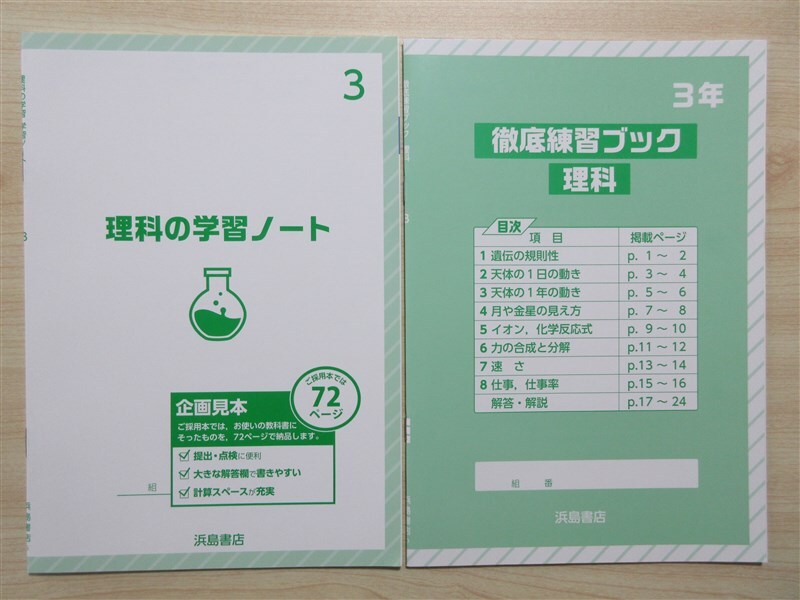 3
理科の学習ノート
ご採用本では
72
ページ
企画見本
ご採用本では、お使いの教科書に
そったものを、72ページで納品します。
提出・点検に便利
大きな解答欄で書きやすい
計算スペースが充実
組
浜島書店
3年
徹底練習ブック
理科
目次
項 目 掲載ページ
1 遺伝の規則性 p. 1 ～ 2
2 天体の1日の動き p. 3 ～ 4
3 天体の1年の動き p. 5 ～ 6
4 月や金星の見え方 p. 7 ～ 8
5 イオン，化学反応式 p. 9 ～ 10
6 力の合成と分解 p.11 ～ 12
7 速 さ p.13 ～ 14
8 仕事，仕事率 p.15 ～ 16
解答・解説 p.17 ～ 24
組 番
浜島書店